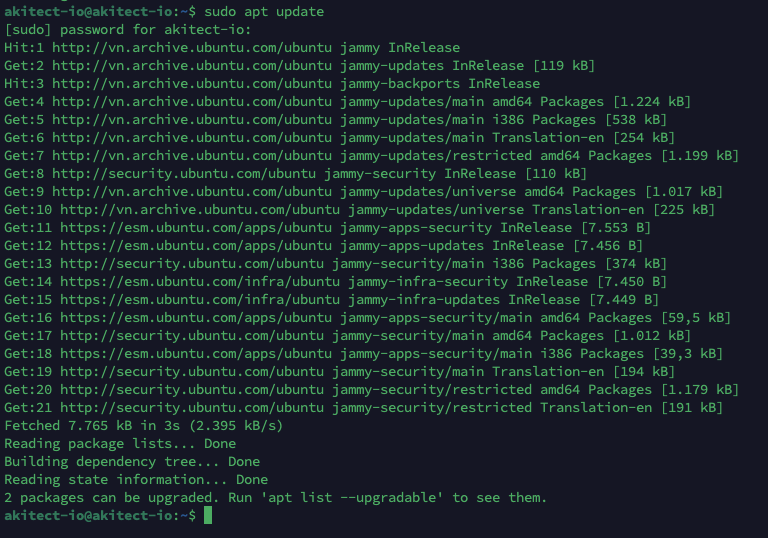 akitect-io@akitect-io:~$ sudo apt update
[sudo] password for akitect-io:
Hit:1 http://vn.archive.ubuntu.com/ubuntu jammy InRelease
Get:2 http://vn.archive.ubuntu.com/ubuntu jammy-updates InRelease [119 kB]
Hit:3 http://vn.archive.ubuntu.com/ubuntu jammy-backports InRelease
Get:4 http://vn.archive.ubuntu.com/ubuntu jammy-updates/main amd64 Packages [1.224 kB]
Get:5 http://vn.archive.ubuntu.com/ubuntu jammy-updates/main i386 Packages [538 kB]
Get:6 http://vn.archive.ubuntu.com/ubuntu jammy-updates/main Translation-en [254 kB]
Get:7 http://vn.archive.ubuntu.com/ubuntu jammy-updates/restricted amd64 Packages [1.199 kB]
Get:8 http://security.ubuntu.com/ubuntu jammy-security InRelease [110 kB]
Get:9 http://vn.archive.ubuntu.com/ubuntu jammy-updates/universe amd64 Packages [1.017 kB]
Get:10 http://vn.archive.ubuntu.com/ubuntu jammy-updates/universe Translation-en [225 kB]
Get:11 https://esm.ubuntu.com/apps/ubuntu jammy-apps-security InRelease [7.553 B]
Get:12 https://esm.ubuntu.com/apps/ubuntu jammy-apps-updates InRelease [7.456 B]
Get:13 http://security.ubuntu.com/ubuntu jammy-security/main i386 Packages [374 kB]
Get:14 https://esm.ubuntu.com/infra/ubuntu jammy-infra-security InRelease [7.450 B]
Get:15 https://esm.ubuntu.com/infra/ubuntu jammy-infra-updates InRelease [7.449 B]
Get:16 https://esm.ubuntu.com/apps/ubuntu jammy-apps-security/main amd64 Packages [59,5 kB]
Get:17 http://security.ubuntu.com/ubuntu jammy-security/main amd64 Packages [1.012 kB]
Get:18 https://esm.ubuntu.com/apps/ubuntu jammy-apps-security/main i386 Packages [39,3 kB]
Get:19 http://security.ubuntu.com/ubuntu jammy-security/main Translation-en [194 kB]
Get:20 http://security.ubuntu.com/ubuntu jammy-security/restricted amd64 Packages [1.179 kB]
Get:21 http://security.ubuntu.com/ubuntu jammy-security/restricted Translation-en [191 kB]
Fetched 7.765 kB in 3s (2.395 kB/s)
Reading package lists... Done
Building dependency tree... Done
Reading state information... Done
2 packages can be upgraded. Run 'apt list --upgradable' to see them.
akitect-io@akitect-io:~$